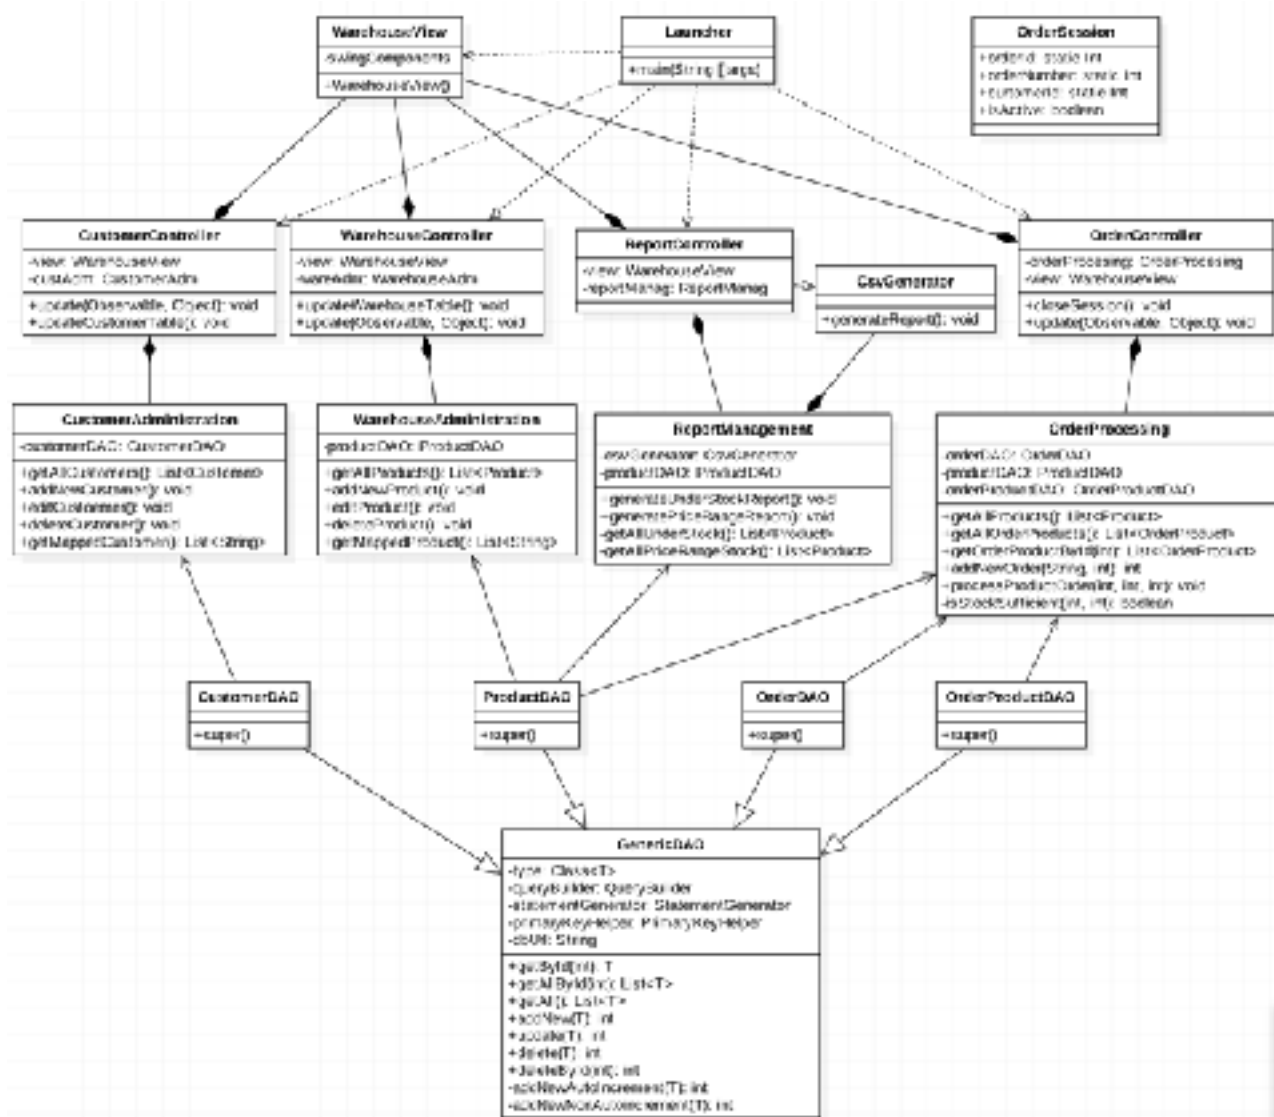 WarehouseView
-swingComponents
-WarehouseView()
Launcher
+main(String []args)
OrderSession
+orderId: static int
+orderNumber: static int
+customerId: static int
+isActive: boolean
CustomerController
-view: WarehouseView
-custAdm: CustomerAdm
+update(Observable, Object): void
+updateCustomerTable(): void
WarehouseController
-view: WarehouseView
-wareAdm: WarehouseAdm
+updateWarehouseTable(): void
+update(Observable, Object): void
ReportController
-view: WarehouseView
-reportManag: ReportManag
CsvGenerator
+generateReport(): void
OrderController
-orderProcessing: OrderProcessing
-view: WarehouseView
+closeSession(): void
+update(Observable, Object): void
CustomerAdministration
-customerDAO: CustomerDAO
+getAllCustomers(): List<Customer>
+addNewCustomer(): void
+editCustomer(): void
+deleteCustomer(): void
+getMappedCustomer(): List<String>
WarehouseAdministration
-productDAO: ProductDAO
+getAllProducts(): List<Product>
+addNewProduct(): void
+editProduct(): void
+deleteProduct(): void
+getMappedProduct(): List<String>
ReportManagement
-csvGenerator: CsvGenerator
-productDAO: ProductDAO
+generateUnderStockReport(): void
+generatePriceRangeReport(): void
-getAllUnderStock(): List<Product>
-getAllPriceRangeStock(): List<Product>
OrderProcessing
-orderDAO: OrderDAO
-productDAO: ProductDAO
-orderProductDAO: OrderProductDAO
+getAllProducts(): List<Product>
+getAllOrderProducts(): List<OrderProduct>
+getOrderProductById(int): List<OrderProduct>
+addNewOrder(String, int): int
+processProductOrder(int, int, int): void
-isStockSufficient(int, int): boolean
CustomerDAO
+super()
ProductDAO
+super()
OrderDAO
+super()
OrderProductDAO
+super()
GenericDAO
-type: Class<T>
-queryBuilder: QueryBuilder
-statementGenerator: StatementGenerator
-primaryKeyHelper: PrimaryKeyHelper
-dbUrl: String
+getById(int): T
+getAllById(int): List<T>
+getAll(): List<T>
+addNew(T): int
+update(T): int
+delete(T): int
+deleteById(int): int
-addNewAutoIncrement(T): int
-addNewNonAutoIncrement(T): int